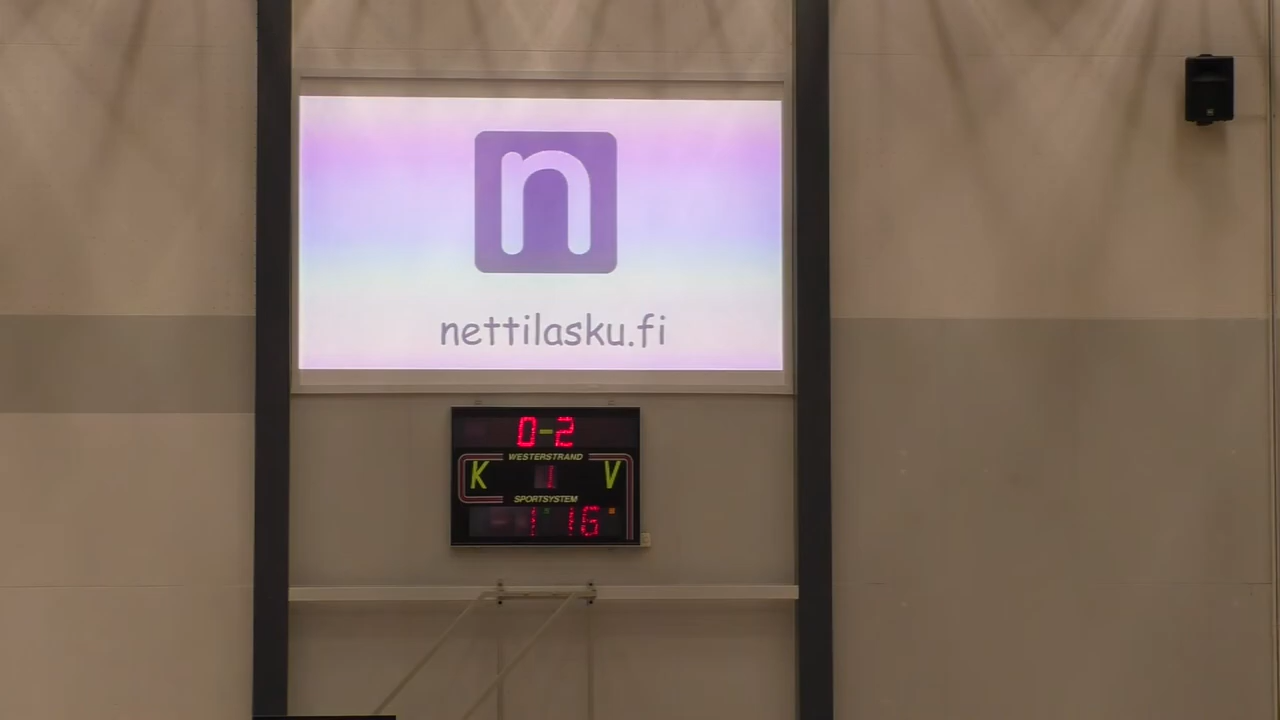 n
nettilasku.fi
0-2
WESTERSTRAND
K 1 V
SPORTSYSTEM
1 16